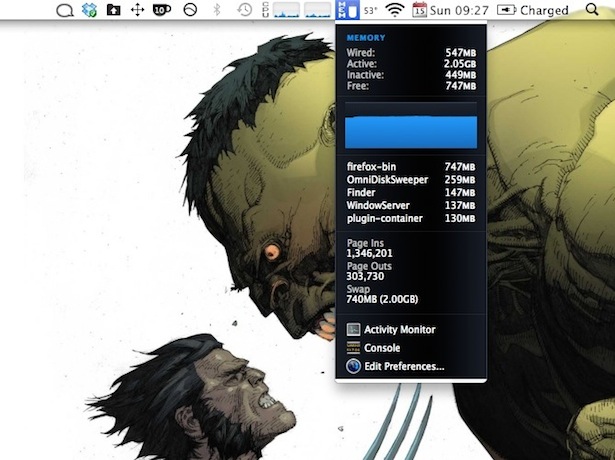 10
CPU
MEM
53°
15
Sun 09:27
Charged
MEMORY
Wired: 547MB
Active: 2.05GB
Inactive: 449MB
Free: 747MB
firefox-bin 747MB
OmniDiskSweeper 259MB
Finder 147MB
WindowServer 137MB
plugin-container 130MB
Page Ins
1,346,201
Page Outs
303,730
Swap
740MB (2.00GB)
Activity Monitor
Console
Edit Preferences...